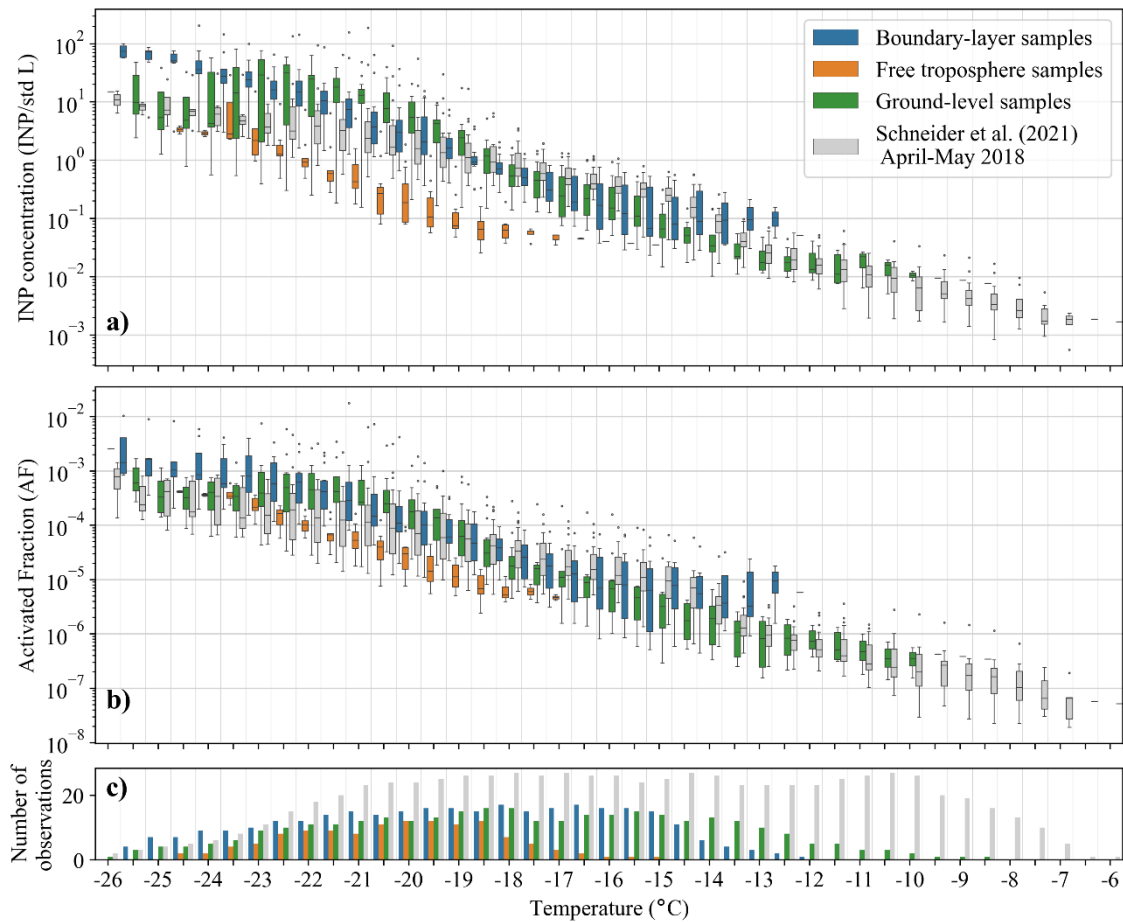 INP concentration (INP/std L)
10²
10¹
10⁰
10⁻¹
10⁻²
10⁻³
a)
Boundary-layer samples
Free troposphere samples
Ground-level samples
Schneider et al. (2021)
April-May 2018
Activated Fraction (AF)
10⁻²
10⁻³
10⁻⁴
10⁻⁵
10⁻⁶
10⁻⁷
10⁻⁸
b)
Number of
observations
20
0
c)
-26 -25 -24 -23 -22 -21 -20 -19 -18 -17 -16 -15 -14 -13 -12 -11 -10 -9 -8 -7 -6
Temperature (°C)